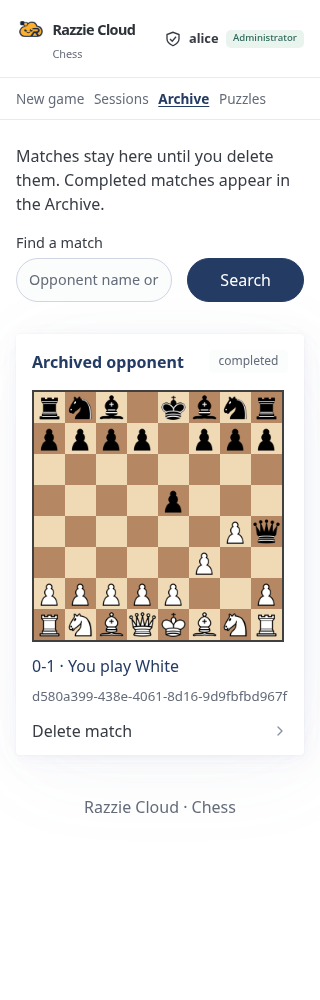 Razzie Cloud
Chess
alice
Administrator
New game Sessions Archive Puzzles
Matches stay here until you delete
them. Completed matches appear in
the Archive.
Find a match
Opponent name or
Search
Archived opponent
completed
0-1 · You play White
d580a399-438e-4061-8d16-9d9fbfbd967f
Delete match
Razzie Cloud · Chess